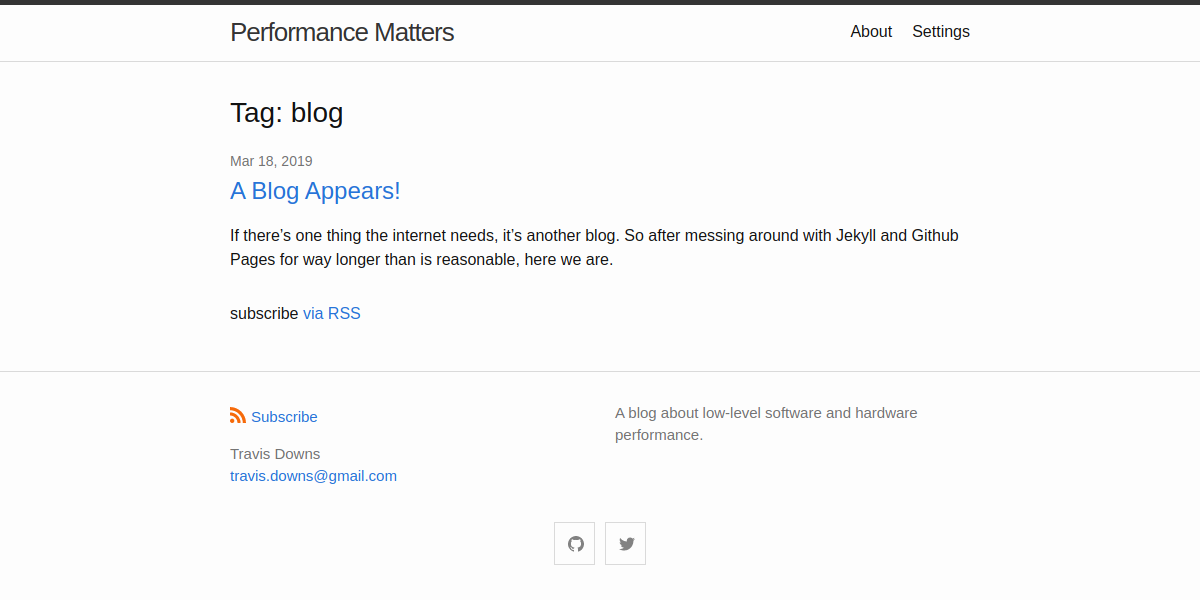 Performance Matters
About Settings
Tag: blog
Mar 18, 2019
A Blog Appears!
If there’s one thing the internet needs, it’s another blog. So after messing around with Jekyll and Github
Pages for way longer than is reasonable, here we are.
subscribe via RSS
Subscribe
Travis Downs
travis.downs@gmail.com
A blog about low-level software and hardware
performance.